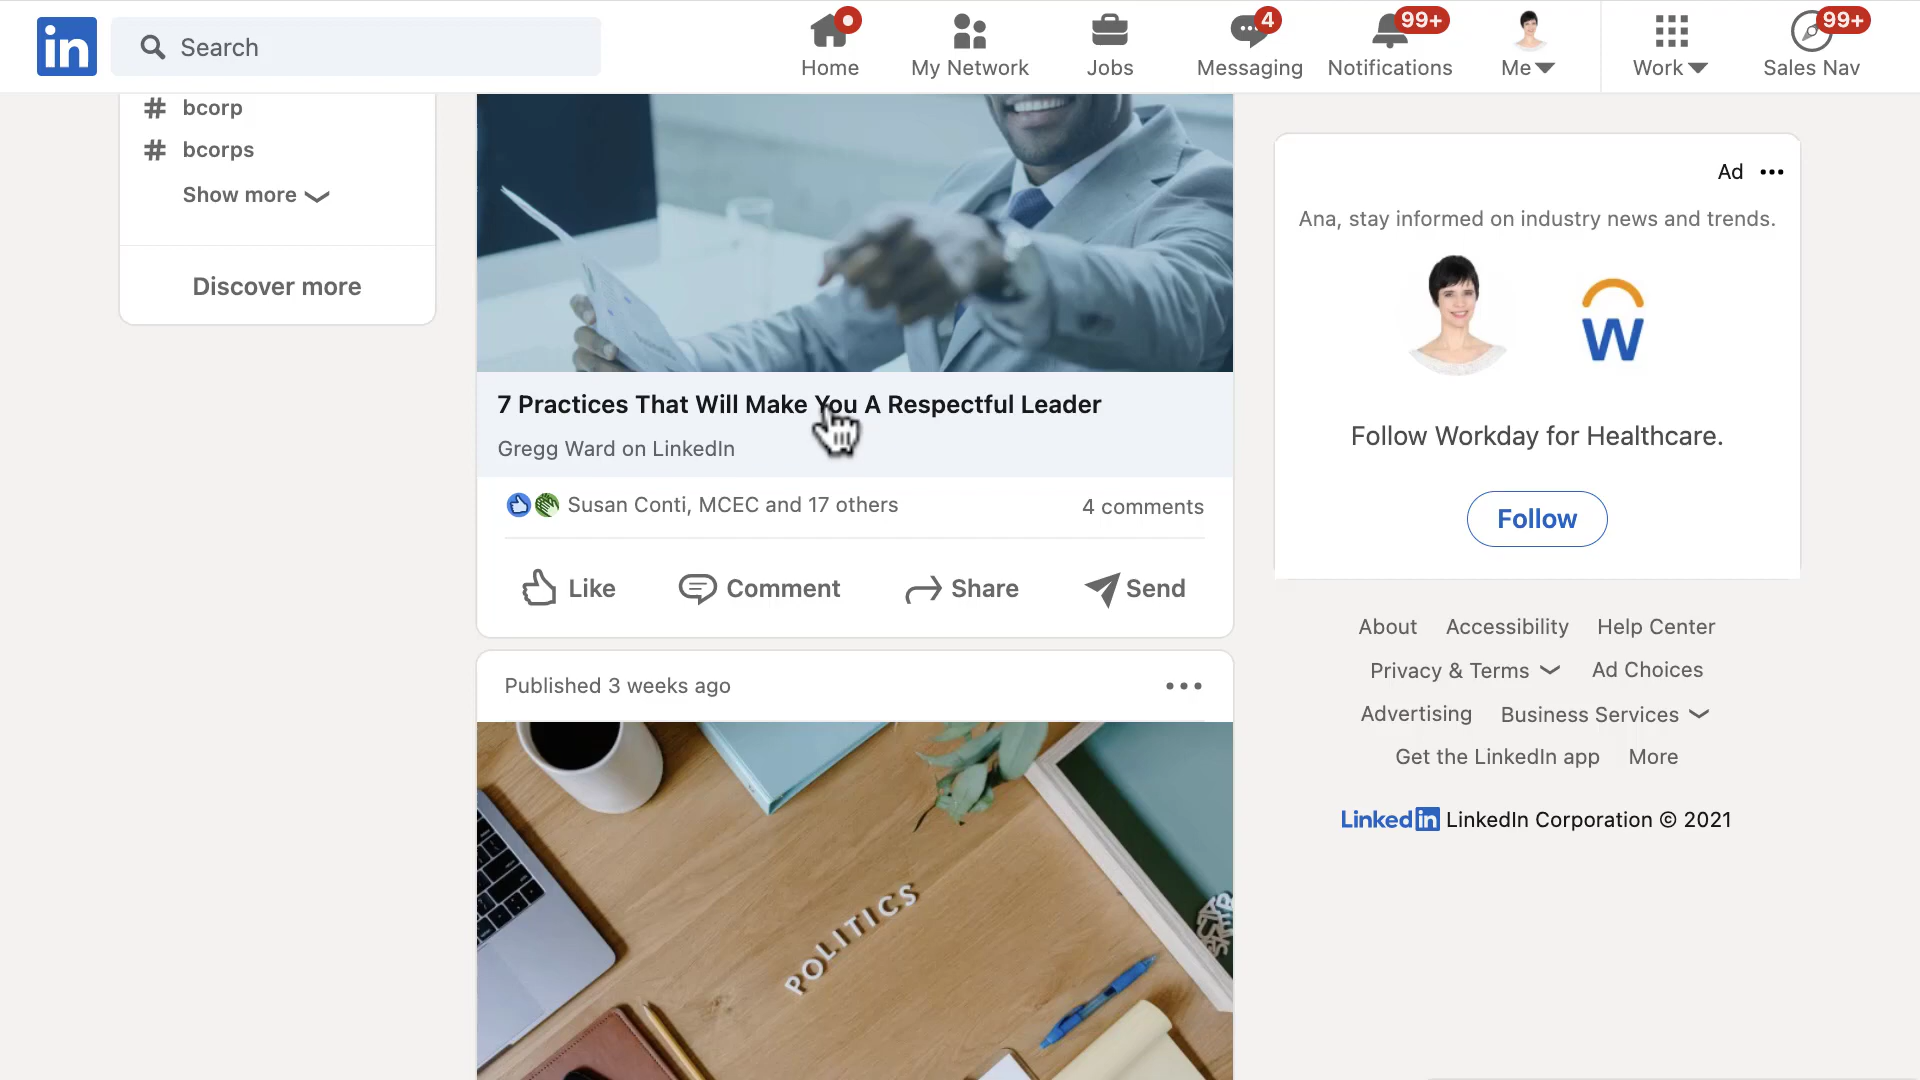 in
Search
Home
My Network
Jobs
4
Messaging
99+
Notifications
Me
Work
99+
Sales Nav
# bcorp
# bcorps
Show more
Discover more
7 Practices That Will Make You A Respectful Leader
Gregg Ward on LinkedIn
Susan Conti, MCEC and 17 others
4 comments
Like
Comment
Share
Send
Published 3 weeks ago
POLITICS
Ad
Ana, stay informed on industry news and trends.
W
Follow Workday for Healthcare.
Follow
About Accessibility Help Center
Privacy & Terms Ad Choices
Advertising Business Services
Get the LinkedIn app More
Linkedin LinkedIn Corporation © 2021